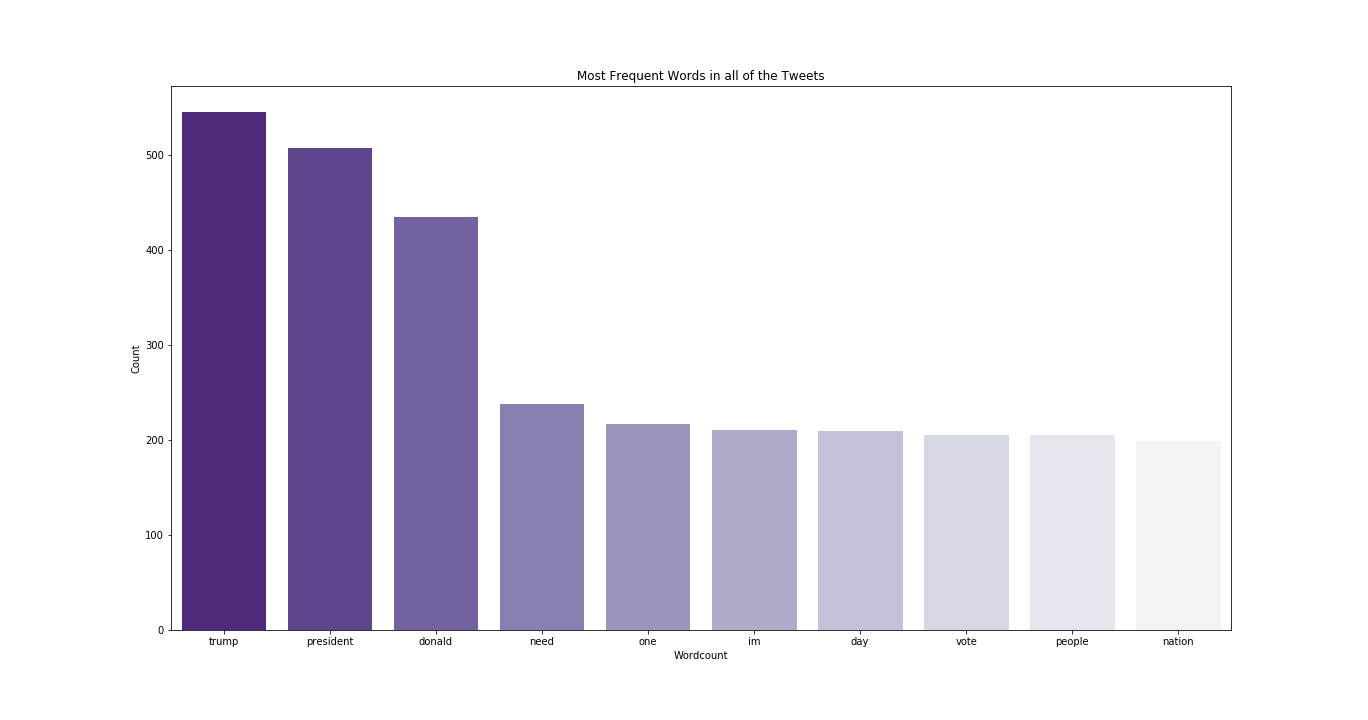 Most Frequent Words in all of the Tweets
500
400
300
200
100
0
Count
trump president donald need one im day vote people nation
Wordcount